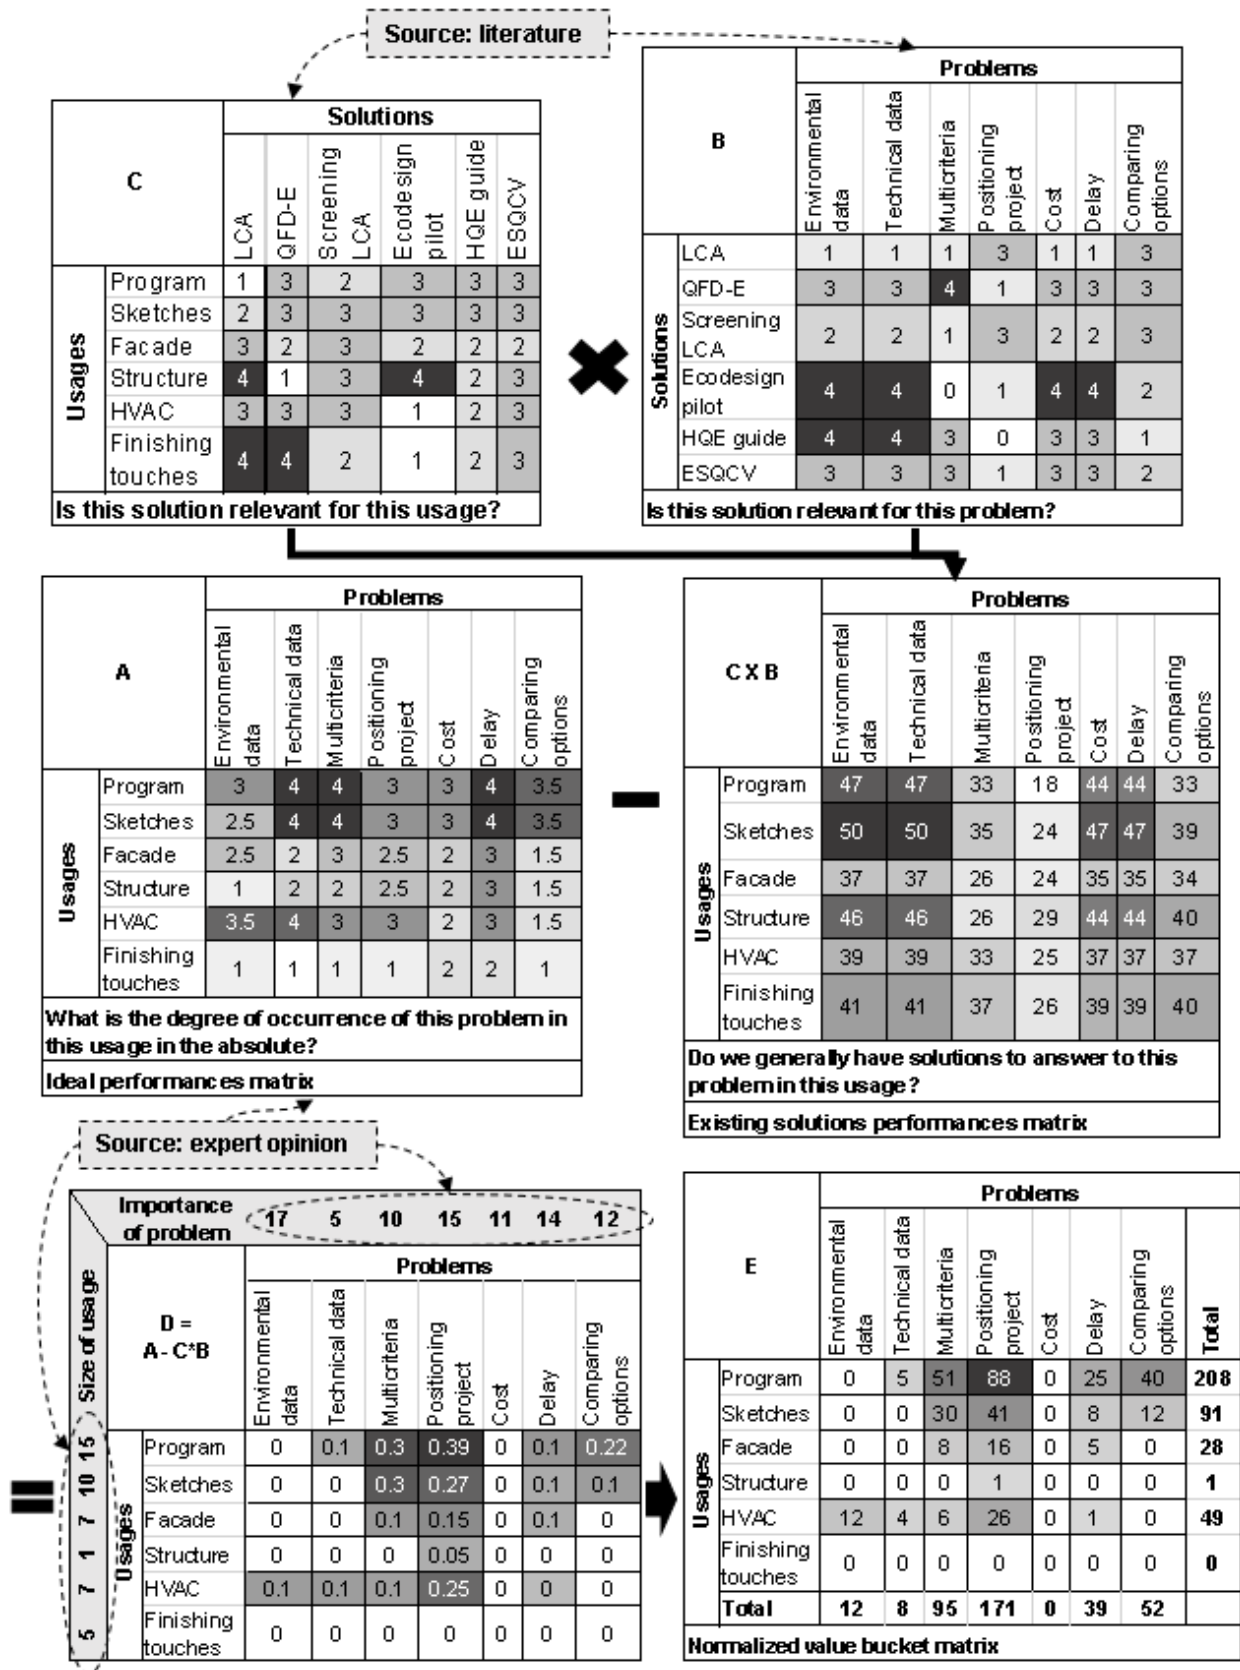 Source: literature
C
Solutions
LCA
QFD-E
Screening LCA
Ecodesign pilot
HQE guide
ESQCV
Usages
Program 1 3 2 3 3 3
Sketches 2 3 3 3 3 3
Facade 3 2 3 2 2 2
Structure 4 1 3 4 2 3
HVAC 3 3 3 1 2 3
Finishing touches 4 4 2 1 2 3
Is this solution relevant for this usage?
B
Problems
Environmental data
Technical data
Multicriteria
Positioning project
Cost
Delay
Comparing options
Solutions
LCA 1 1 1 3 1 1 3
QFD-E 3 3 4 1 3 3 3
Screening LCA 2 2 1 3 2 2 3
Ecodesign pilot 4 4 0 1 4 4 2
HQE guide 4 4 3 0 3 3 1
ESQCV 3 3 3 1 3 3 2
Is this solution relevant for this problem?
A
Problems
Environmental data
Technical data
Multicriteria
Positioning project
Cost
Delay
Comparing options
Usages
Program 3 4 4 3 3 4 3.5
Sketches 2.5 4 4 3 3 4 3.5
Facade 2.5 2 3 2.5 2 3 1.5
Structure 1 2 2 2.5 2 3 1.5
HVAC 3.5 4 3 3 2 3 1.5
Finishing touches 1 1 1 1 2 2 1
What is the degree of occurrence of this problem in
this usage in the absolute?
Ideal performances matrix
C X B
Problems
Environmental data
Technical data
Multicriteria
Positioning project
Cost
Delay
Comparing options
Usages
Program 47 47 33 18 44 44 33
Sketches 50 50 35 24 47 47 39
Facade 37 37 26 24 35 35 34
Structure 46 46 26 29 44 44 40
HVAC 39 39 33 25 37 37 37
Finishing touches 41 41 37 26 39 39 40
Do we generally have solutions to answer to this
problem in this usage?
Existing solutions performances matrix
Source: expert opinion
Importance of problem 17 5 10 15 11 14 12
Size of usage
D =
A - C*B
Problems
Environmental data
Technical data
Multicriteria
Positioning project
Cost
Delay
Comparing options
Usages
15 Program 0 0.1 0.3 0.39 0 0.1 0.22
10 Sketches 0 0 0.3 0.27 0 0.1 0.1
7 Facade 0 0 0.1 0.15 0 0.1 0
1 Structure 0 0 0 0.05 0 0 0
7 HVAC 0.1 0.1 0.1 0.25 0 0 0
5 Finishing touches 0 0 0 0 0 0 0
E
Problems
Environmental data
Technical data
Multicriteria
Positioning project
Cost
Delay
Comparing options
Total
Usages
Program 0 5 51 88 0 25 40 208
Sketches 0 0 30 41 0 8 12 91
Facade 0 0 8 16 0 5 0 28
Structure 0 0 0 1 0 0 0 1
HVAC 12 4 6 26 0 1 0 49
Finishing touches 0 0 0 0 0 0 0 0
Total 12 8 95 171 0 39 52
Normalized value bucket matrix